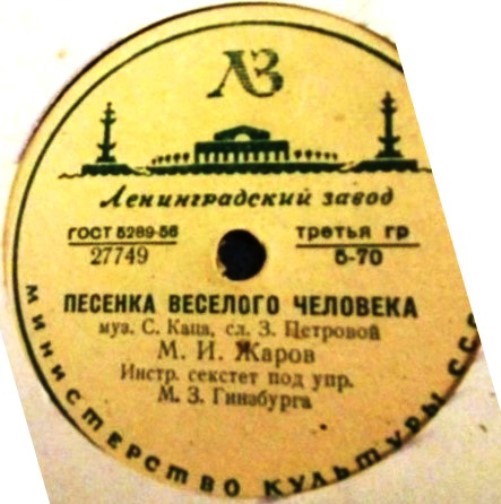 ЛЗ
Ленинградский завод
ГОСТ 5289-56 третья гр
27749 5-70
ПЕСЕНКА ВЕСЕЛОГО ЧЕЛОВЕКА
муз. С. Каца, сл. З. Петровой
М. И. Жаров
Инстр. секстет под упр.
М. З. Гинзбурга
МИНИСТЕРСТВО КУЛЬТУРЫ ССС